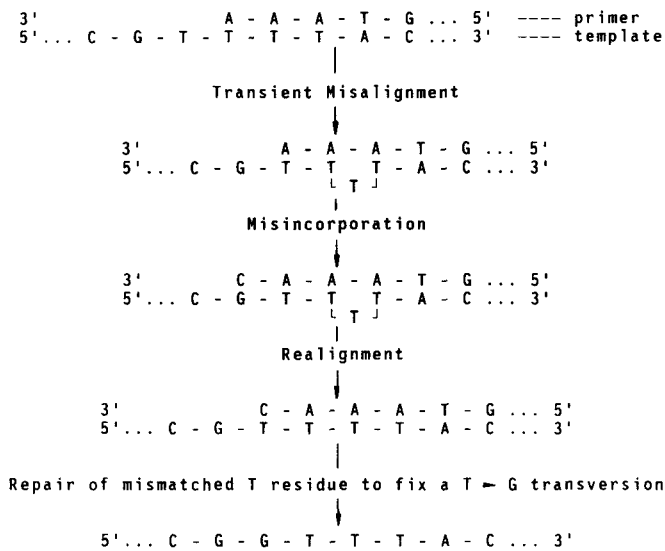 3' A - A - A - T - G ... 5' ---- primer
5'... C - G - T - T - T - T - A - C ... 3' ---- template
Transient Misalignment
3' A - A - A - T - G ... 5'
5'... C - G - T - T T - A - C ... 3'
└ T ┘
Misincorporation
3' C - A - A - A - T - G ... 5'
5'... C - G - T - T T - A - C ... 3'
└ T ┘
Realignment
3' C - A - A - A - T - G ... 5'
5'... C - G - T - T - T - T - A - C ... 3'
Repair of mismatched T residue to fix a T ► G transversion
5'... C - G - G - T - T - T - A - C ... 3'